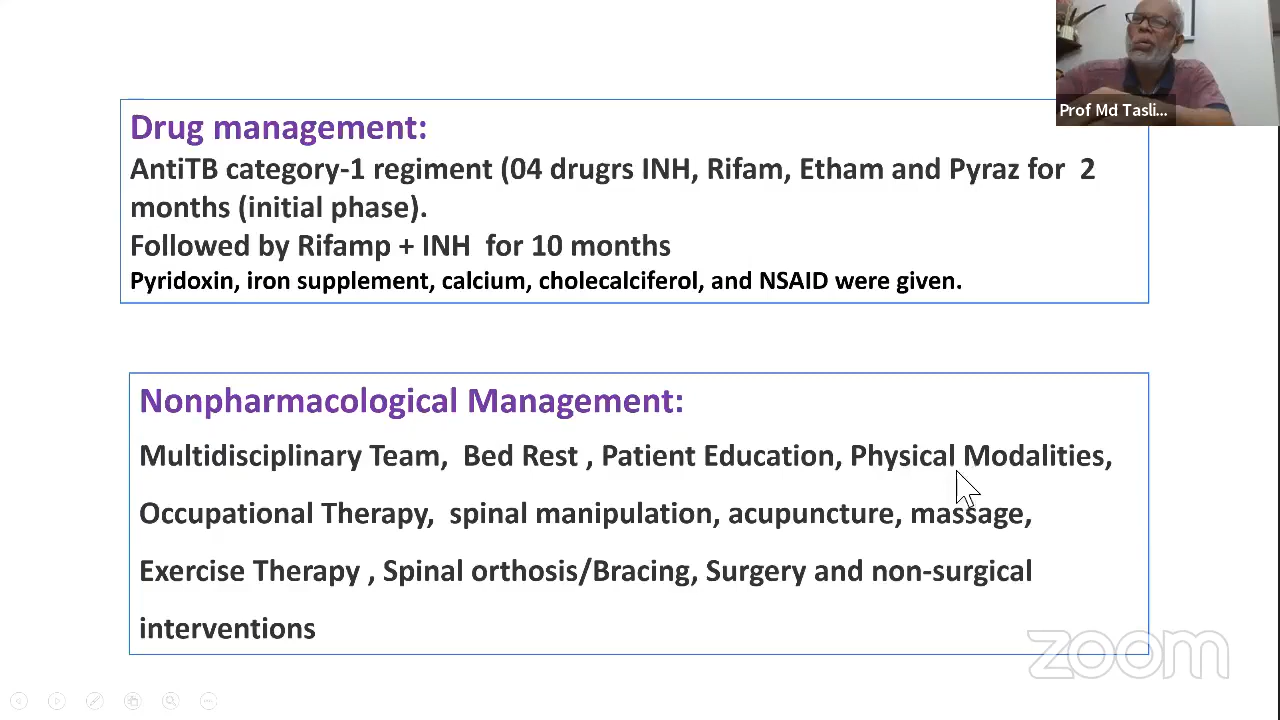 Prof Md Tasli...
Drug management:
AntiTB category-1 regiment (04 drugrs INH, Rifam, Etham and Pyraz for 2
months (initial phase).
Followed by Rifamp + INH for 10 months
Pyridoxin, iron supplement, calcium, cholecalciferol, and NSAID were given.
Nonpharmacological Management:
Multidisciplinary Team, Bed Rest , Patient Education, Physical Modalities,
Occupational Therapy, spinal manipulation, acupuncture, massage,
Exercise Therapy , Spinal orthosis/Bracing, Surgery and non-surgical
interventions
zoom